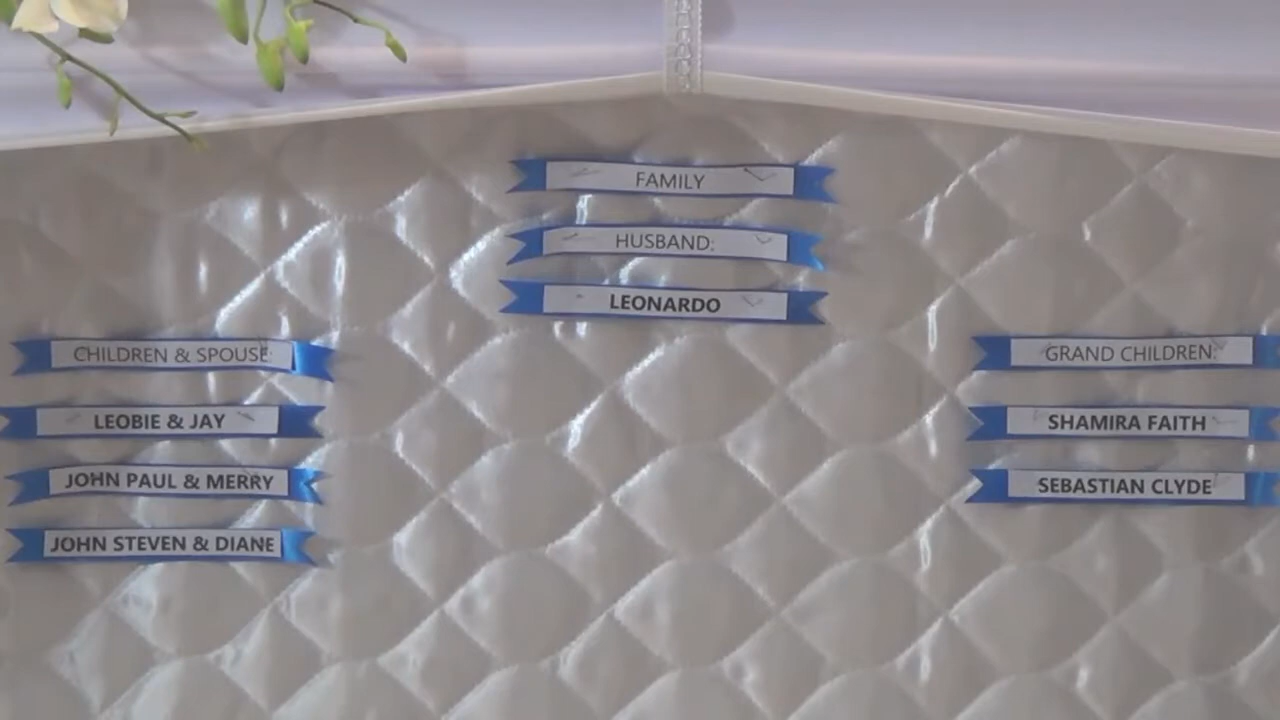 FAMILY
HUSBAND:
LEONARDO
CHILDREN & SPOUSE:
LEOBIE & JAY
JOHN PAUL & MERRY
JOHN STEVEN & DIANE
GRAND CHILDREN:
SHAMIRA FAITH
SEBASTIAN CLYDE